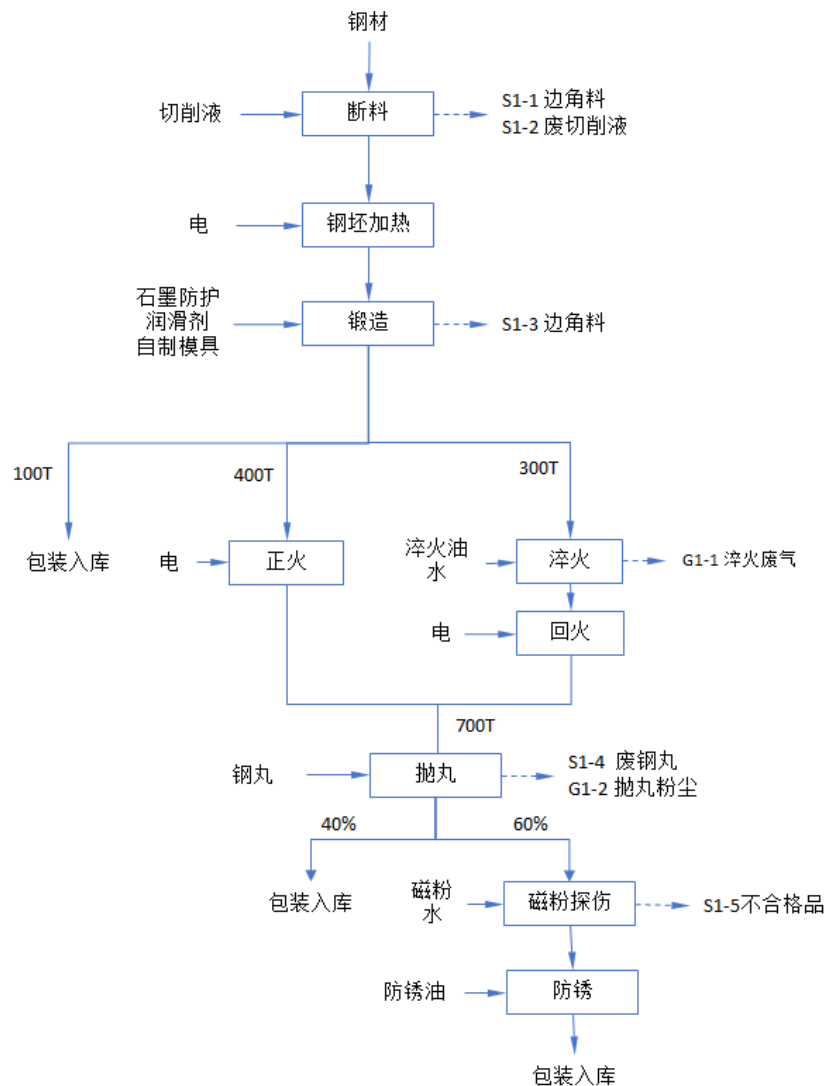 钢材
切削液
断料
S1-1 边角料
S1-2 废切削液
电
钢坯加热
石墨防护
润滑剂
自制模具
锻造
S1-3 边角料
100T
400T
300T
包装入库
电
正火
淬火油
水
淬火
G1-1 淬火废气
电
回火
700T
钢丸
抛丸
S1-4 废钢丸
G1-2 抛丸粉尘
40%
60%
包装入库
磁粉
水
磁粉探伤
S1-5不合格品
防锈油
防锈
包装入库